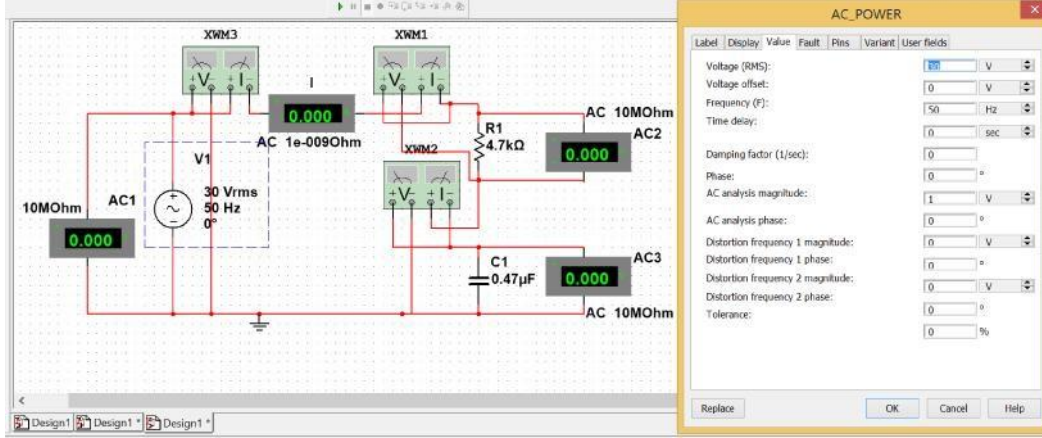 XWM3
XWM1
+ V − + I −
+ V − + I −
I
0.000
AC 1e-009Ohm
AC 10MOhm
AC2
R1
4.7kΩ
0.000
XWM2
+ V − + I −
V1
30 Vrms
50 Hz
0°
10MOhm
AC1
0.000
C1
0.47µF
AC3
0.000
AC 10MOhm
Design1
Design1 *
Design1 *
AC_POWER
Label Display Value Fault Pins Variant User fields
Voltage (RMS): 30 V
Voltage offset: 0 V
Frequency (F): 50 Hz
Time delay: 0 sec
Damping factor (1/sec): 0
Phase: 0 °
AC analysis magnitude: 1 V
AC analysis phase: 0 °
Distortion frequency 1 magnitude: 0 V
Distortion frequency 1 phase: 0 °
Distortion frequency 2 magnitude: 0 V
Distortion frequency 2 phase: 0 °
Tolerance: 0 %
Replace OK Cancel Help